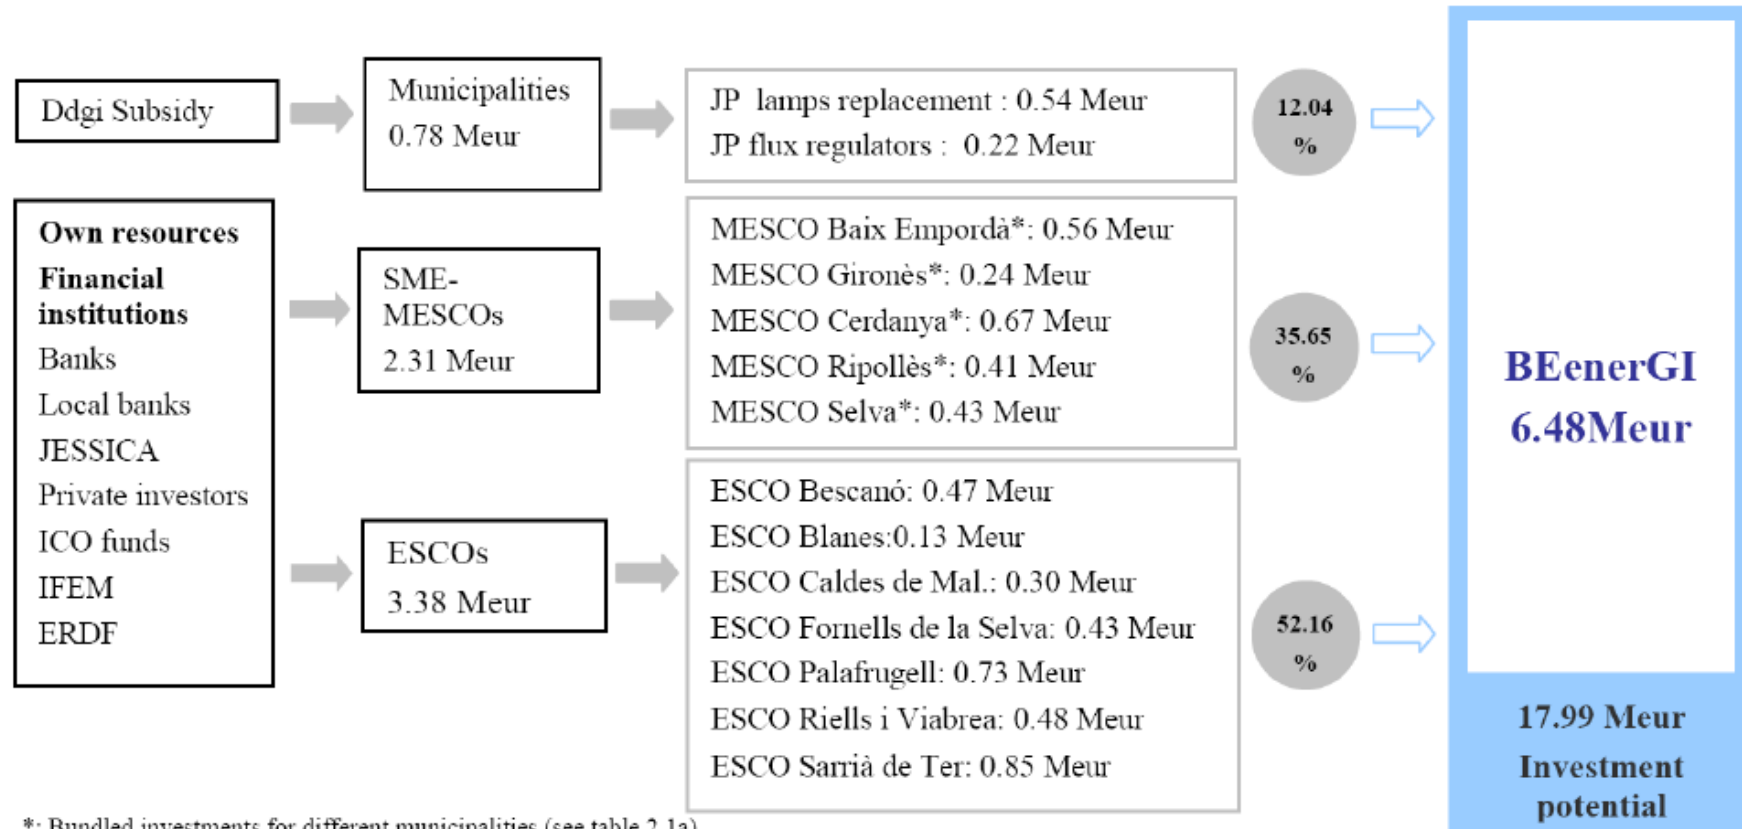 Ddgi Subsidy
Municipalities
0.78 Meur
JP lamps replacement : 0.54 Meur
JP flux regulators : 0.22 Meur
12.04
%
Own resources
Financial
institutions
Banks
Local banks
JESSICA
Private investors
ICO funds
IFEM
ERDF
SME-
MESCOs
2.31 Meur
MESCO Baix Empordà*: 0.56 Meur
MESCO Gironès*: 0.24 Meur
MESCO Cerdanya*: 0.67 Meur
MESCO Ripollès*: 0.41 Meur
MESCO Selva*: 0.43 Meur
35.65
%
ESCOs
3.38 Meur
ESCO Bescanó: 0.47 Meur
ESCO Blanes:0.13 Meur
ESCO Caldes de Mal.: 0.30 Meur
ESCO Fornells de la Selva: 0.43 Meur
ESCO Palafrugell: 0.73 Meur
ESCO Riells i Viabrea: 0.48 Meur
ESCO Sarrià de Ter: 0.85 Meur
52.16
%
BEenerGI
6.48Meur
17.99 Meur
Investment
potential
*: Bundled investments for different municipalities (see table 2.1a)